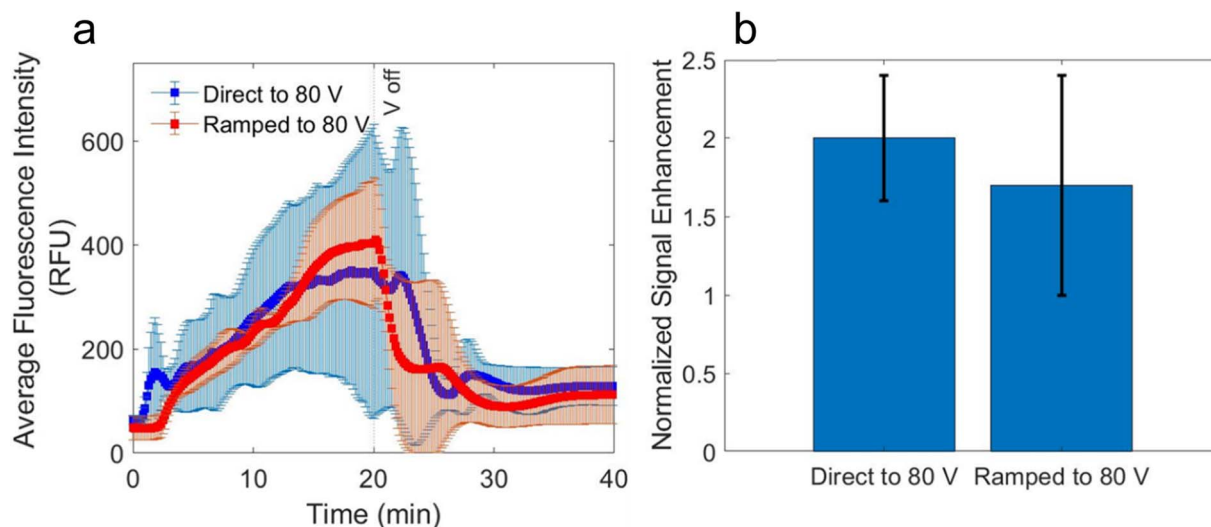 a
Average Fluorescence Intensity
(RFU)
600
400
200
0
Direct to 80 V
Ramped to 80 V
V off
0
10
20
30
40
Time (min)
b
Normalized Signal Enhancement
2.5
2
1.5
1
0.5
0
Direct to 80 V
Ramped to 80 V